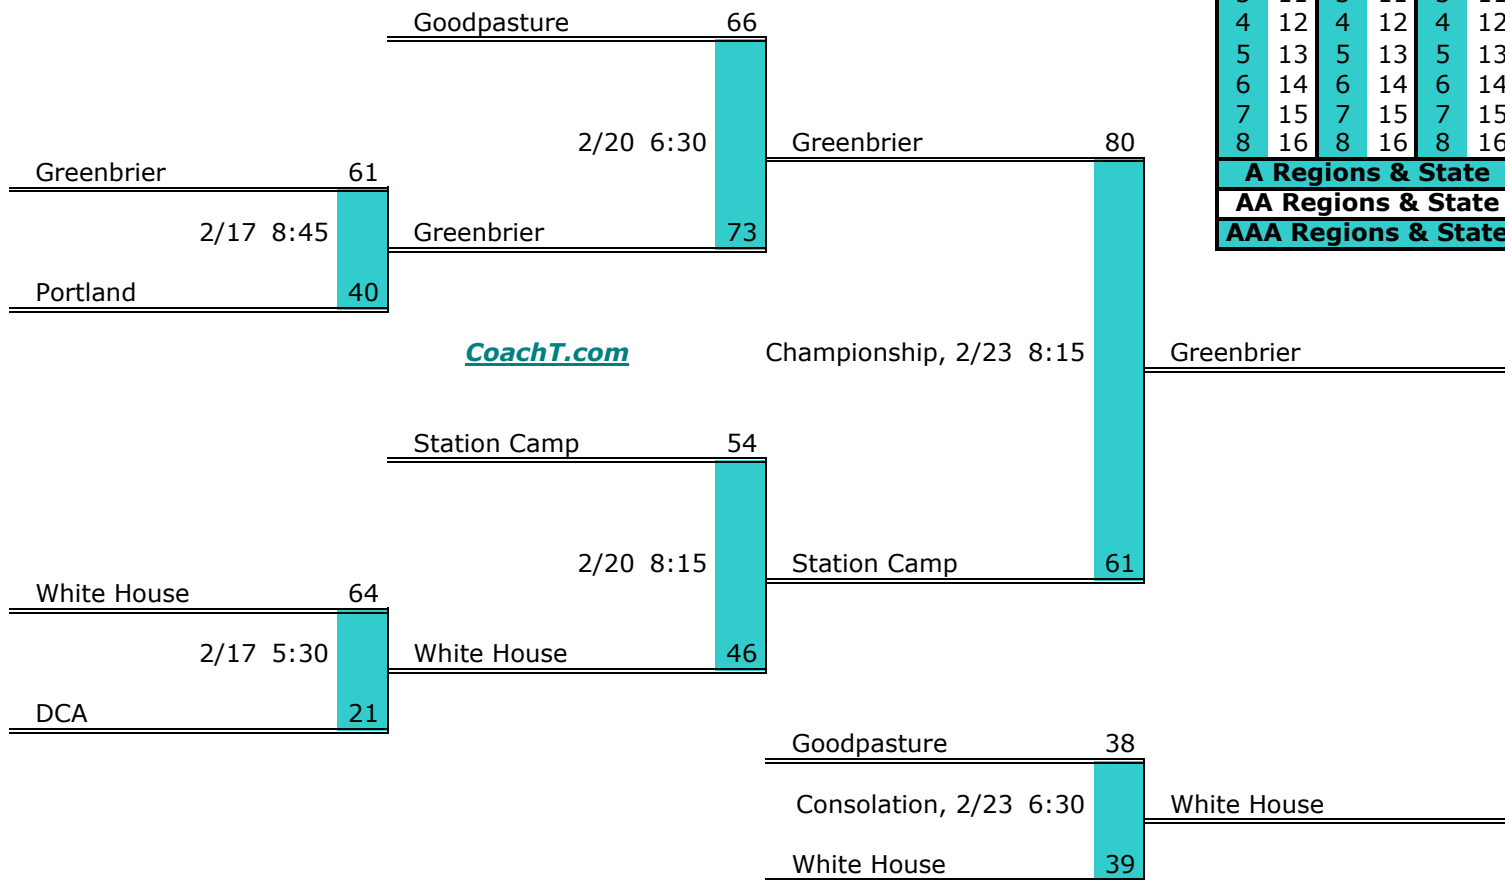 Goodpasture 66
4 12 4 12 4 12
5 13 5 13 5 13
6 14 6 14 6 14
2/20 6:30 Greenbrier 80
7 15 7 15 7 15
8 16 8 16 8 16
Greenbrier 61
A Regions & State
AA Regions & State
2/17 8:45 Greenbrier 73
AAA Regions & State
Portland 40
CoachT.com
Championship, 2/23 8:15 Greenbrier
Station Camp 54
2/20 8:15 Station Camp 61
White House 64
2/17 5:30 White House 46
DCA 21
Goodpasture 38
Consolation, 2/23 6:30 White House
White House 39